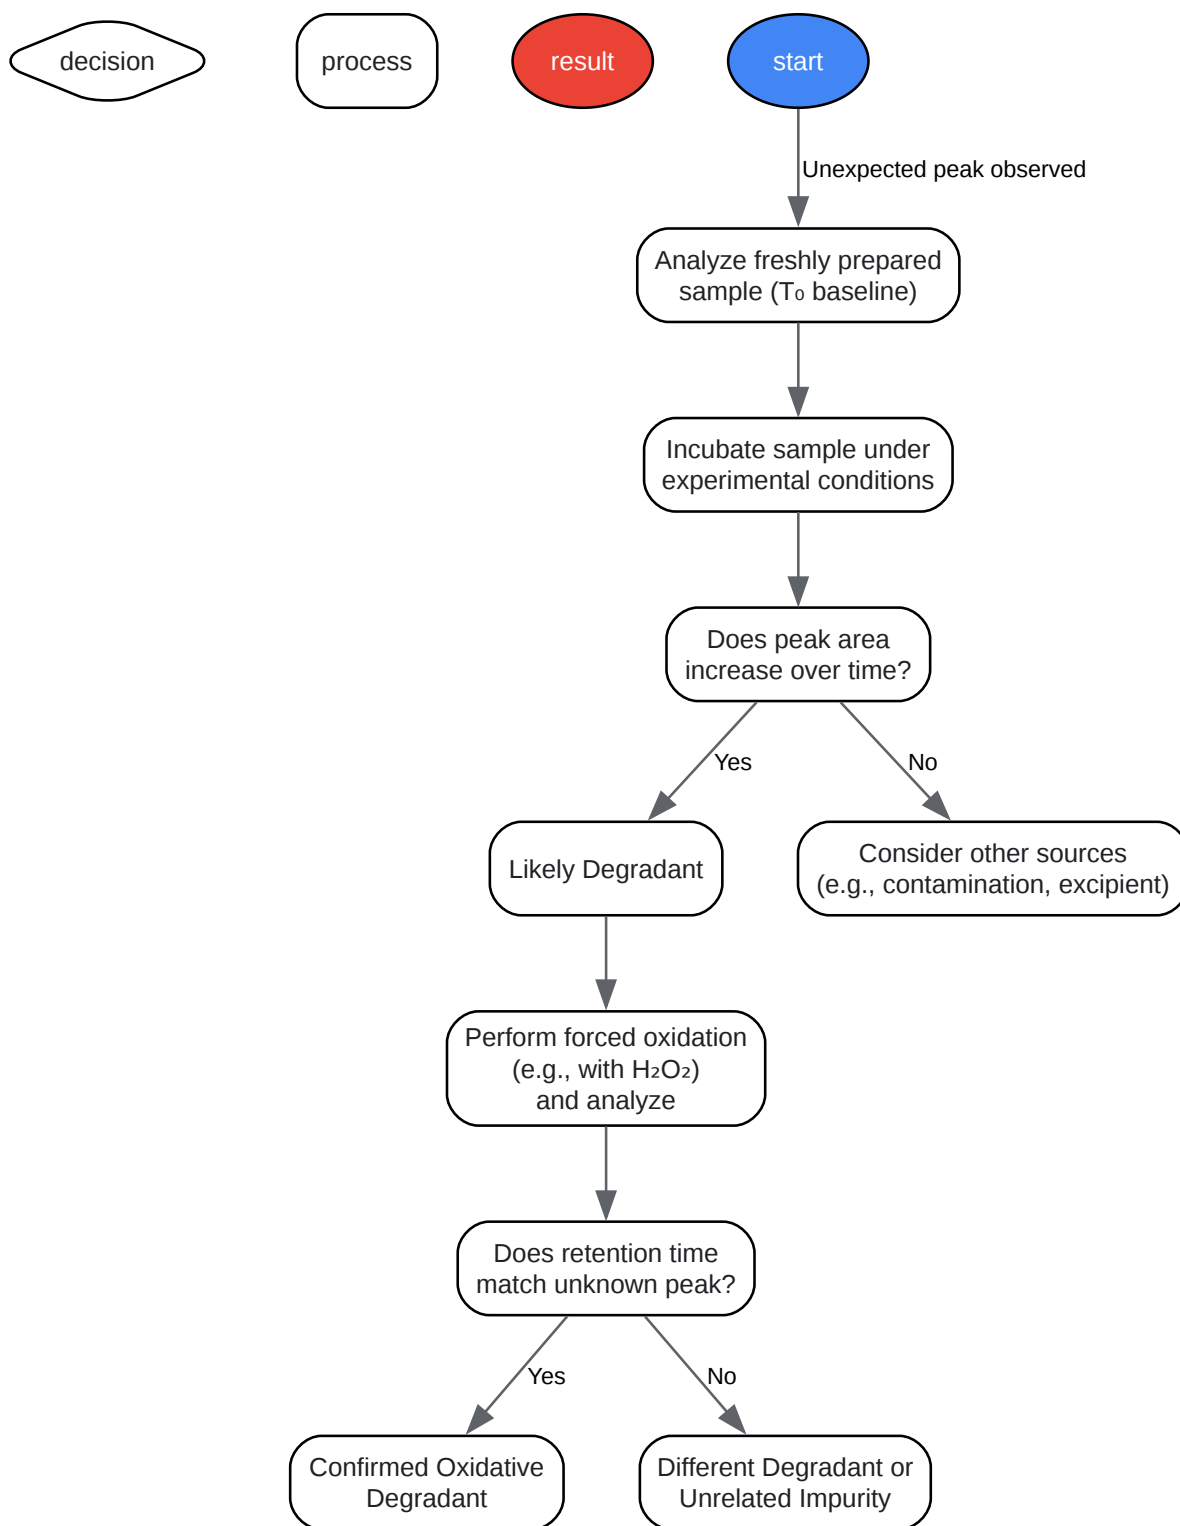 decision
process
result
start
Unexpected peak observed
Analyze freshly prepared
sample (T₀ baseline)
Incubate sample under
experimental conditions
Does peak area
increase over time?
Yes
No
Likely Degradant
Consider other sources
(e.g., contamination, excipient)
Perform forced oxidation
(e.g., with H₂O₂)
and analyze
Does retention time
match unknown peak?
Yes
No
Confirmed Oxidative
Degradant
Different Degradant or
Unrelated Impurity